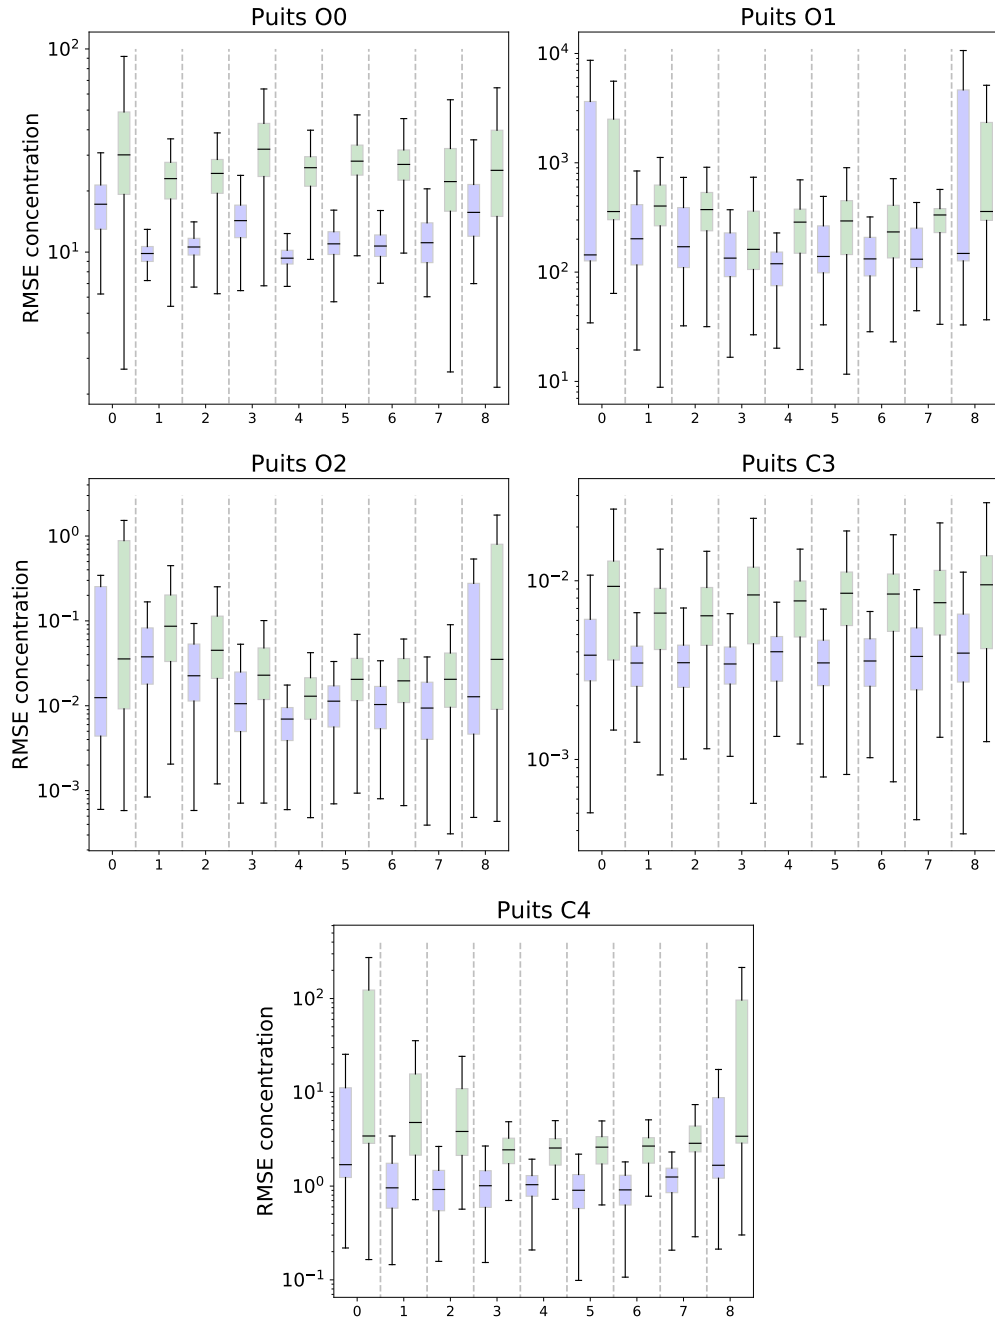 Puits O0
RMSE concentration
10²
10¹
0 1 2 3 4 5 6 7 8
Puits O1
10⁴
10³
10²
10¹
0 1 2 3 4 5 6 7 8
Puits O2
RMSE concentration
10⁰
10⁻¹
10⁻²
10⁻³
0 1 2 3 4 5 6 7 8
Puits C3
10⁻²
10⁻³
0 1 2 3 4 5 6 7 8
Puits C4
RMSE concentration
10²
10¹
10⁰
10⁻¹
0 1 2 3 4 5 6 7 8